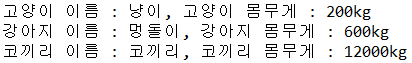 고양이 이름 : 냥이, 고양이 몸무게 : 200kg
강아지 이름 : 멍돌이, 강아지 몸무게 : 600kg
코끼리 이름 : 코끼리, 코끼리 몸무게 : 12000kg